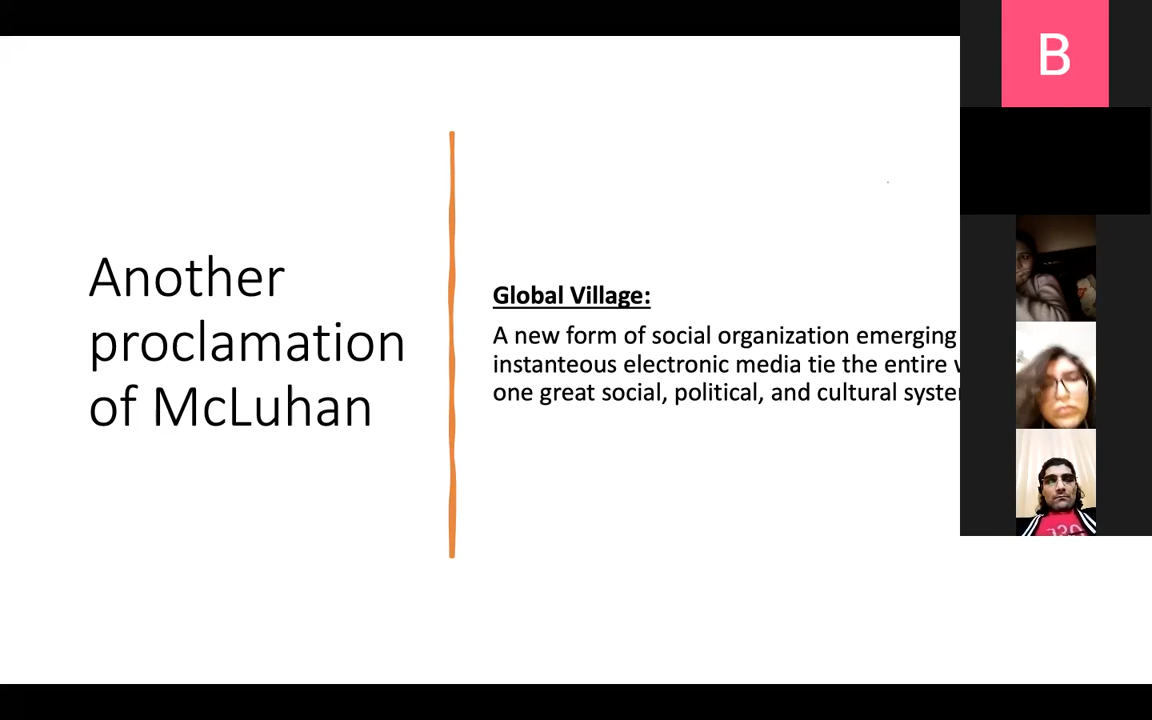 Another
proclamation
of McLuhan
Global Village:
A new form of social organization emerging
instanteous electronic media tie the entire
one great social, political, and cultural
B